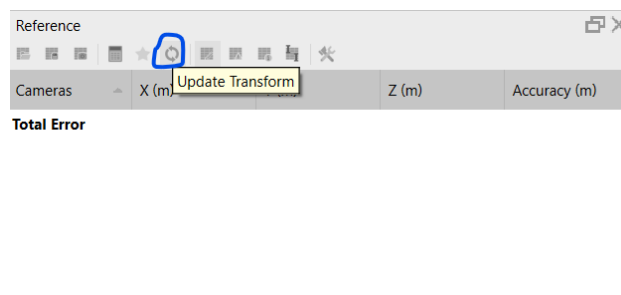 Reference
Update Transform
Cameras X (m) Z (m) Accuracy (m)
Total Error